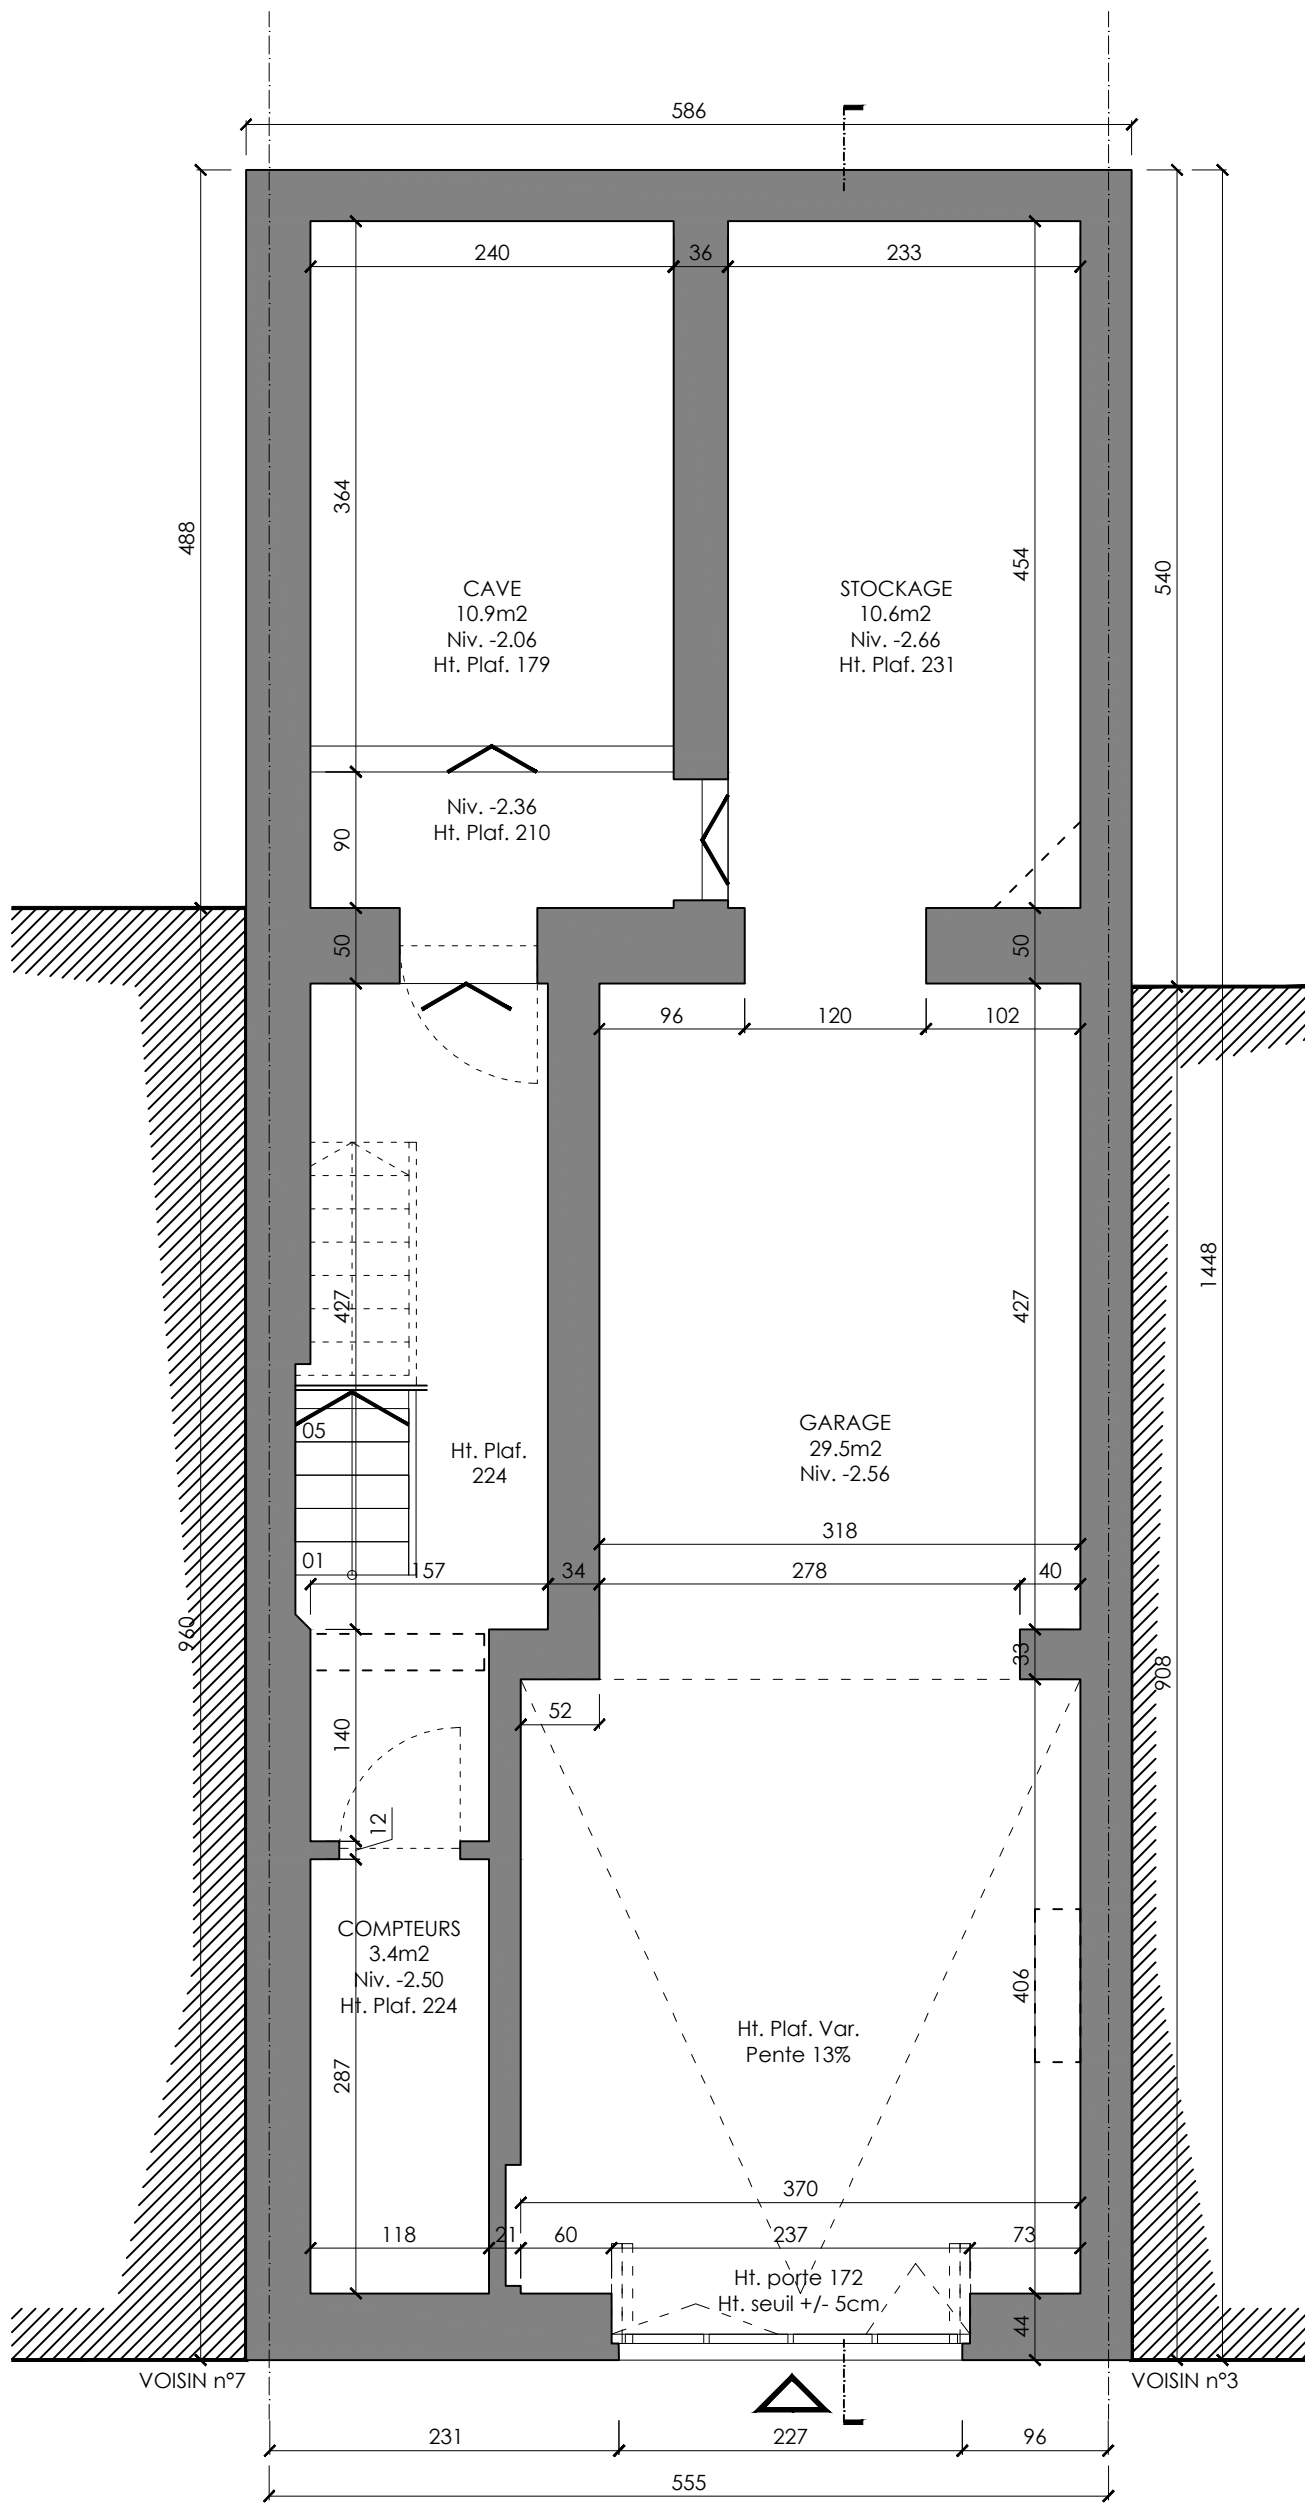 586
240
36
233
364
454
488
540
CAVE
10.9m2
Niv. -2.06
Ht. Plaf. 179
STOCKAGE
10.6m2
Niv. -2.66
Ht. Plaf. 231
Niv. -2.36
Ht. Plaf. 210
90
50
50
96
120
102
1448
427
427
05
Ht. Plaf.
224
GARAGE
29.5m2
Niv. -2.56
318
01
157
34
278
40
960
33
908
52
140
12
COMPTEURS
3.4m2
Niv. -2.50
Ht. Plaf. 224
406
Ht. Plaf. Var.
Pente 13%
287
370
118
21
60
237
73
Ht. porte 172
Ht. seuil +/- 5cm
44
VOISIN n°7
VOISIN n°3
231
227
96
555